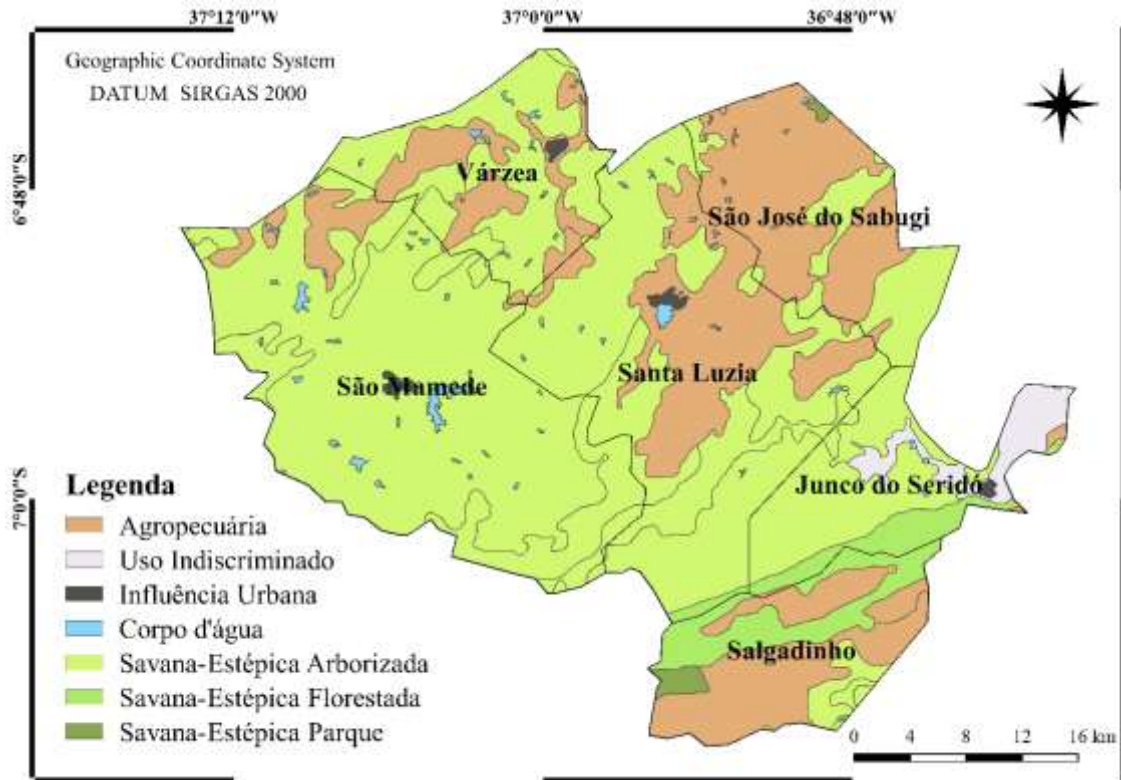 37°12'0"W
37°0'0"W
36°48'0"W
Geographic Coordinate System
DATUM SIRGAS 2000
6°48'0"S
Várzea
São José do Sabugi
São Mamede
Santa Luzia
7°0'0"S
Junco do Seridó
Legenda
Agropecuária
Uso Indiscriminado
Influência Urbana
Corpo d'água
Savana-Estépica Arborizada
Savana-Estépica Florestada
Savana-Estépica Parque
Salgadinho
0 4 8 12 16 km